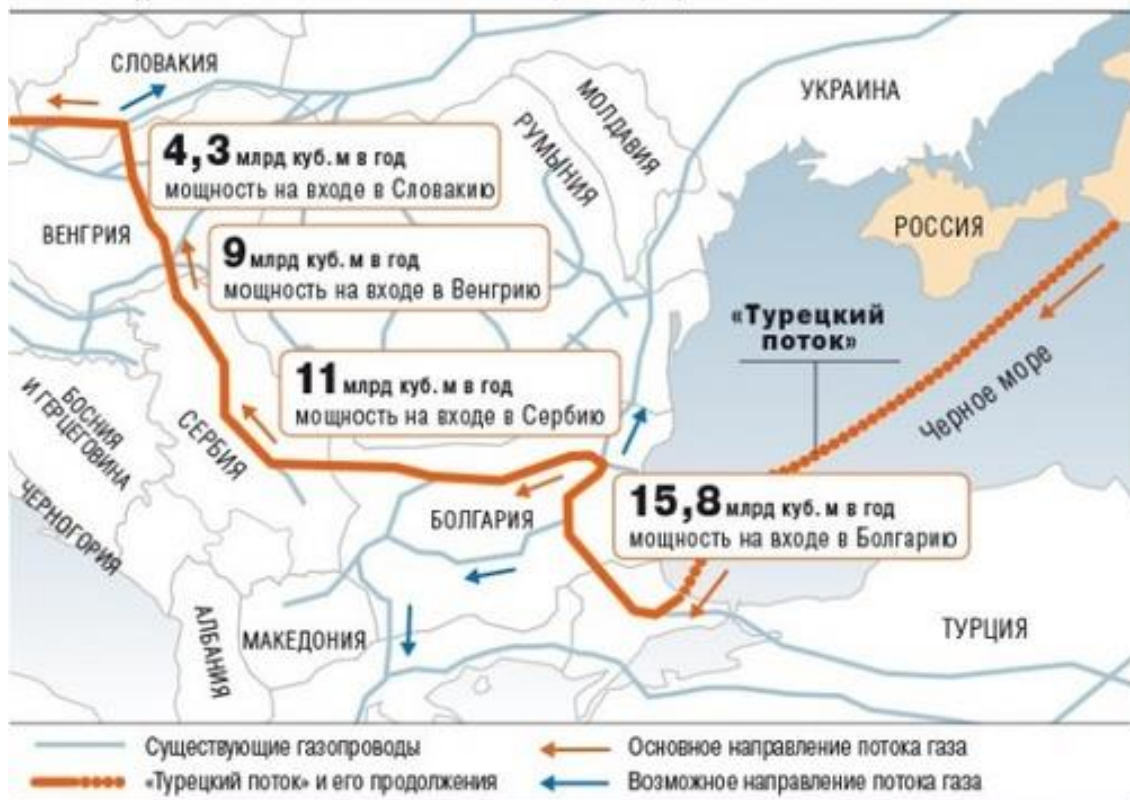 СЛОВАКИЯ
УКРАИНА
МОЛДАВИЯ
РУМЫНИЯ
4,3 млрд куб. м в год
мощность на входе в Словакию
ВЕНГРИЯ
РОССИЯ
9 млрд куб. м в год
мощность на входе в Венгрию
«Турецкий
поток»
11 млрд куб. м в год
мощность на входе в Сербию
Черное море
БОСНИЯ
И ГЕРЦЕГОВИНА
СЕРБИЯ
ЧЕРНОГОРИЯ
БОЛГАРИЯ
15,8 млрд куб. м в год
мощность на входе в Болгарию
АЛБАНИЯ
МАКЕДОНИЯ
ТУРЦИЯ
Существующие газопроводы
Основное направление потока газа
«Турецкий поток» и его продолжения
Возможное направление потока газа